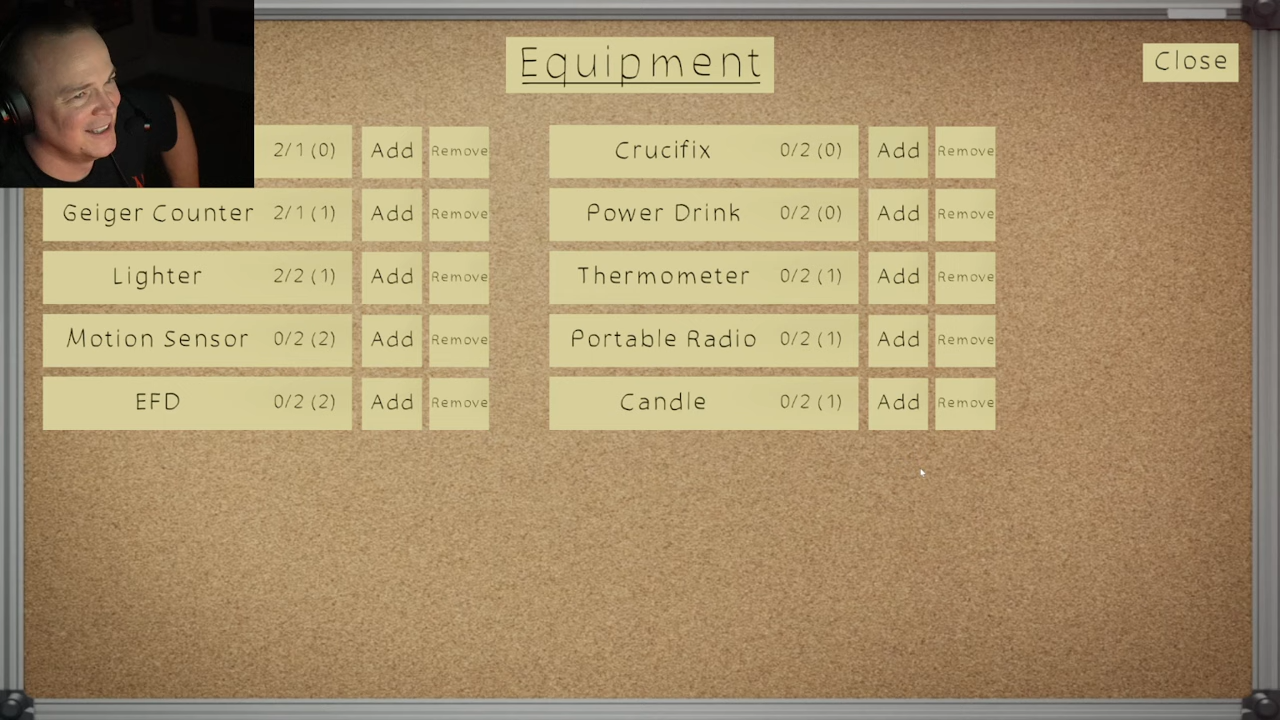 Equipment
Close
2/1 (0) Add Remove
Crucifix 0/2 (0) Add Remove
Geiger Counter 2/1 (1) Add Remove
Power Drink 0/2 (0) Add Remove
Lighter 2/2 (1) Add Remove
Thermometer 0/2 (1) Add Remove
Motion Sensor 0/2 (2) Add Remove
Portable Radio 0/2 (1) Add Remove
EFD 0/2 (2) Add Remove
Candle 0/2 (1) Add Remove